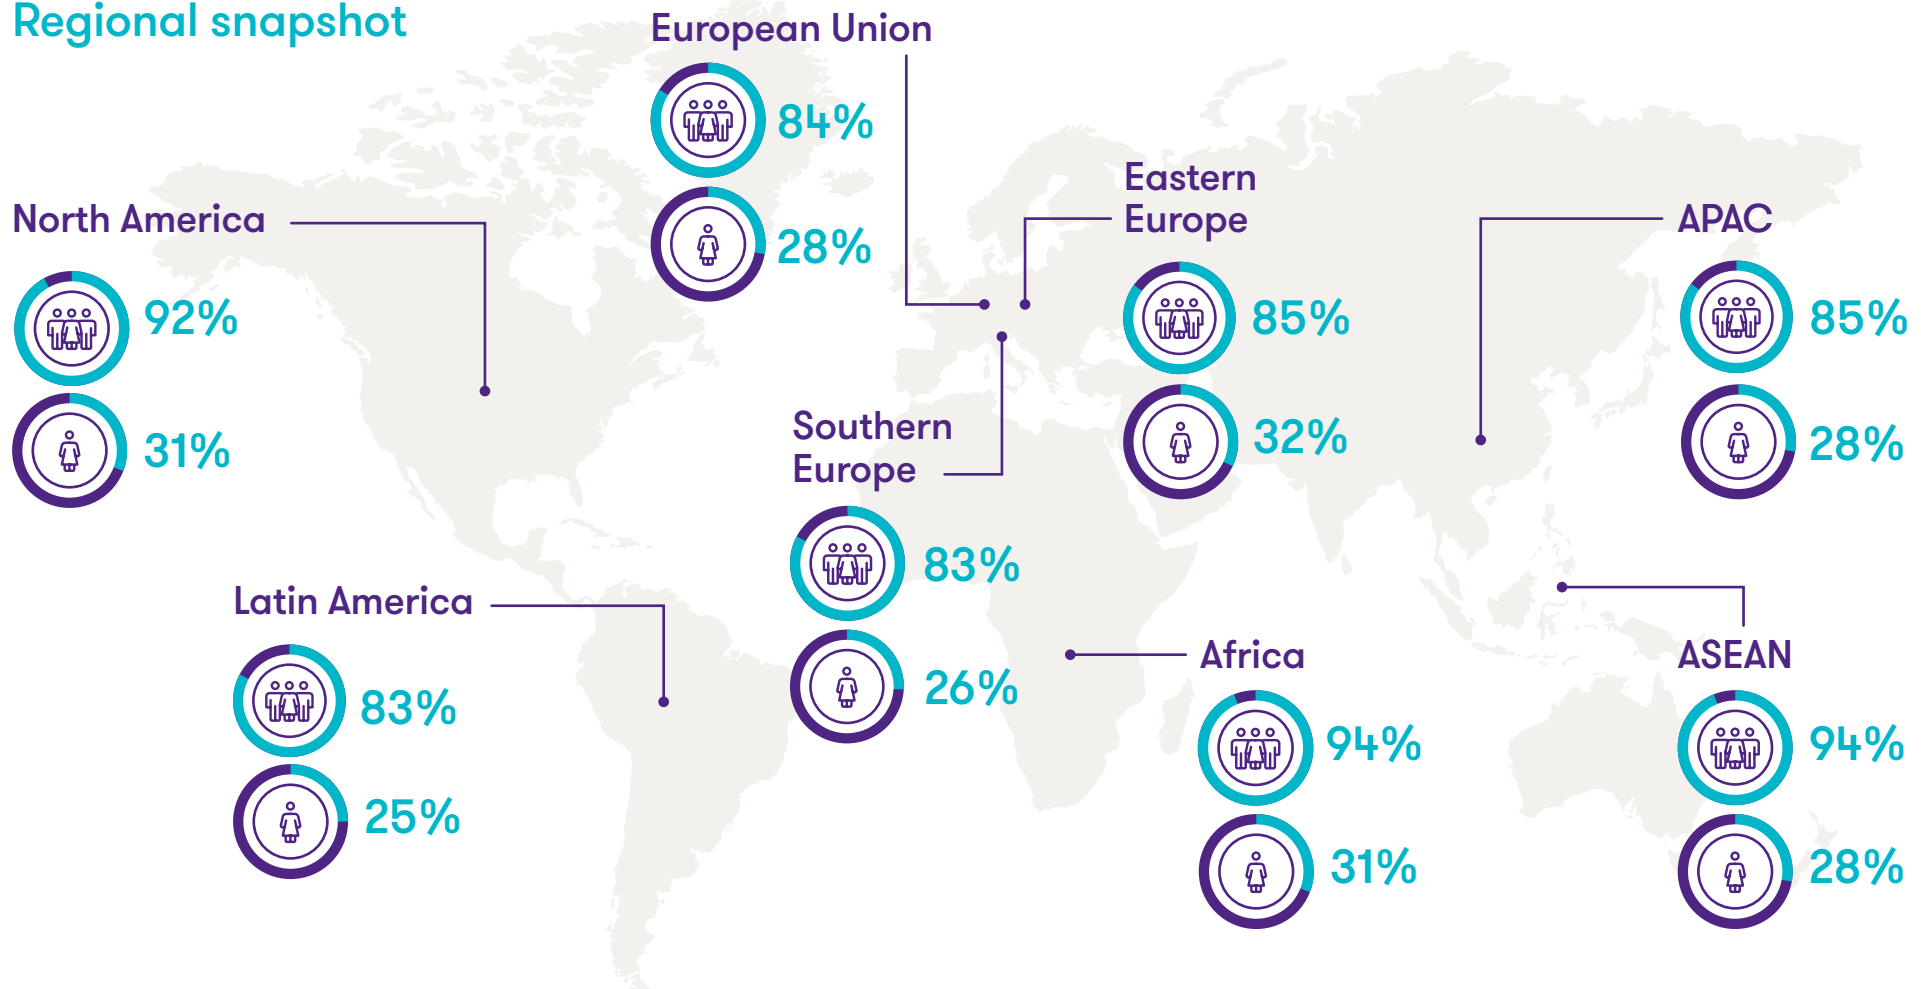 Regional snapshot
European Union
84%
28%
North America
92%
31%
Eastern
Europe
85%
32%
APAC
85%
28%
Southern
Europe
83%
26%
Latin America
83%
25%
Africa
94%
31%
ASEAN
94%
28%